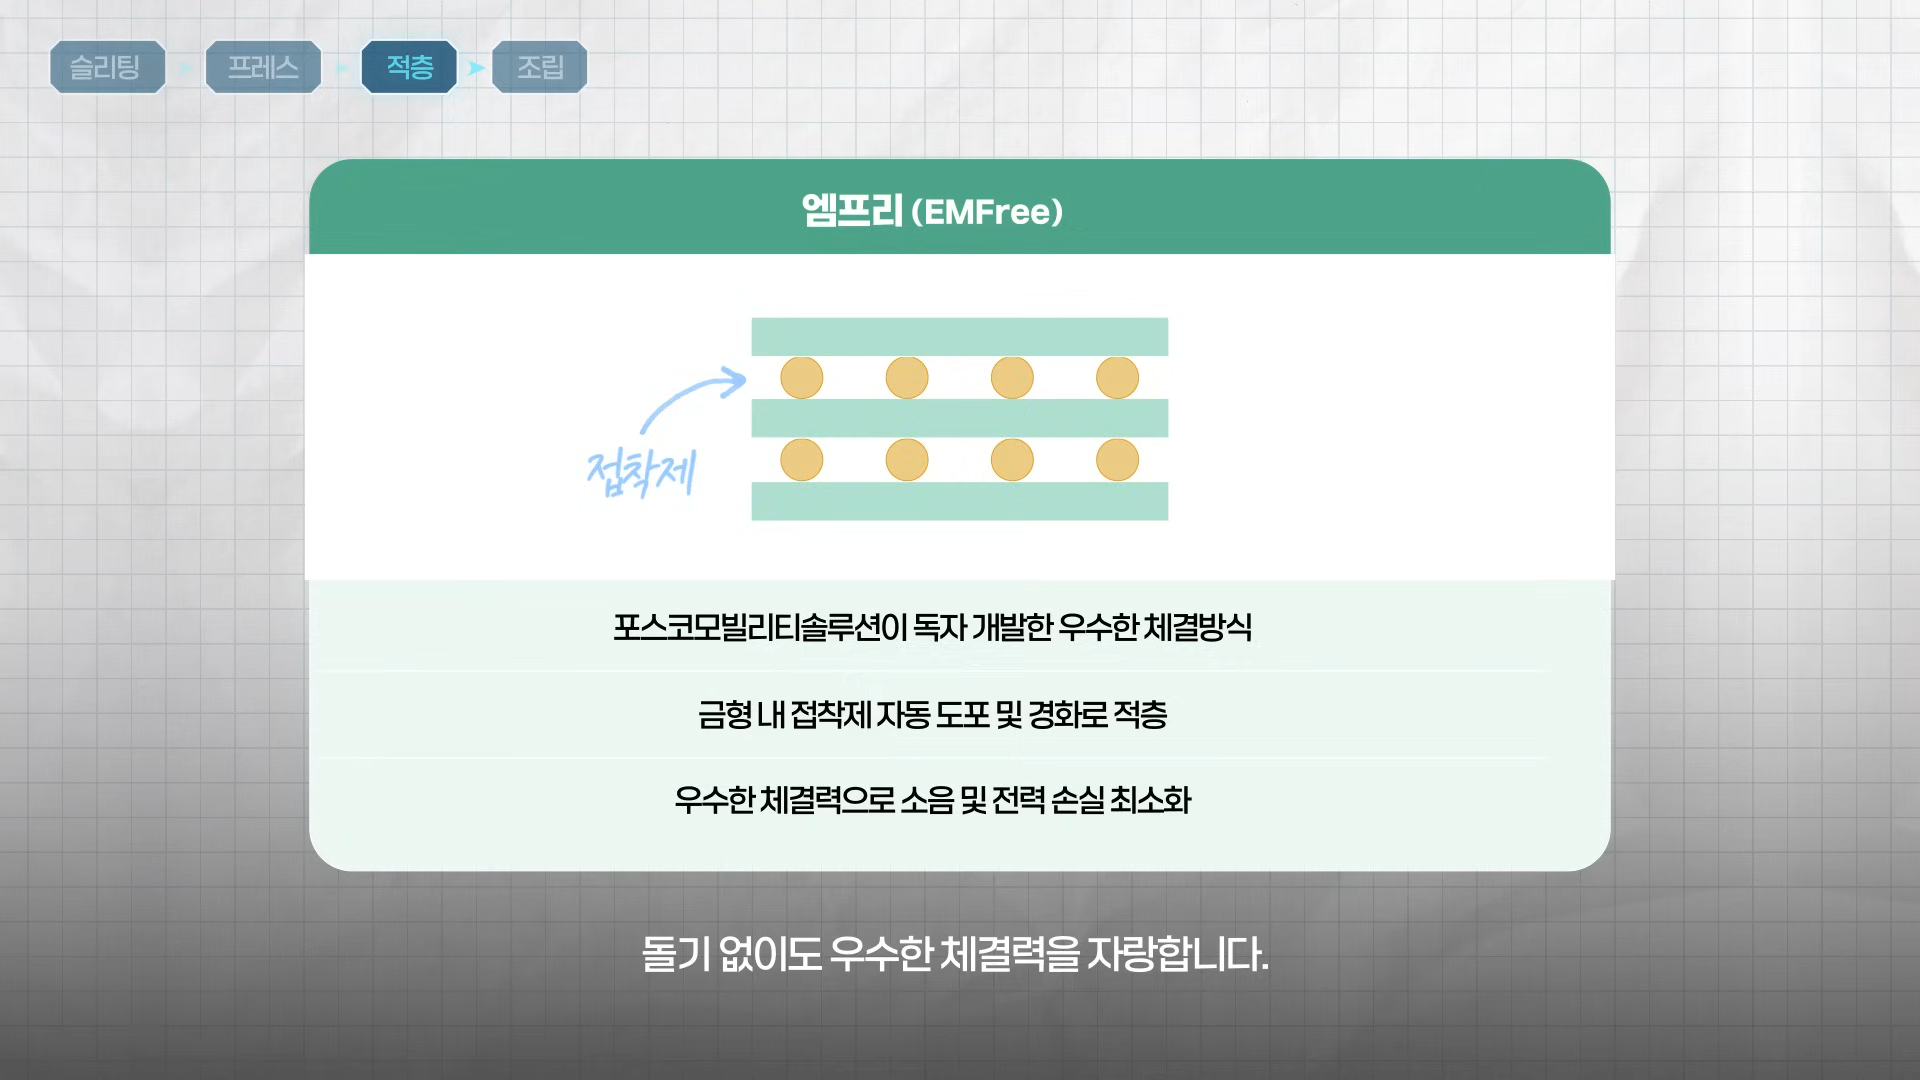 슬리팅
프레스
적층
조립
엠프리 (EMFree)
접착제
포스코모빌리티솔루션이 독자 개발한 우수한 체결방식
금형 내 접착제 자동 도포 및 경화로 적층
우수한 체결력으로 소음 및 전력 손실 최소화
돌기 없이도 우수한 체결력을 자랑합니다.